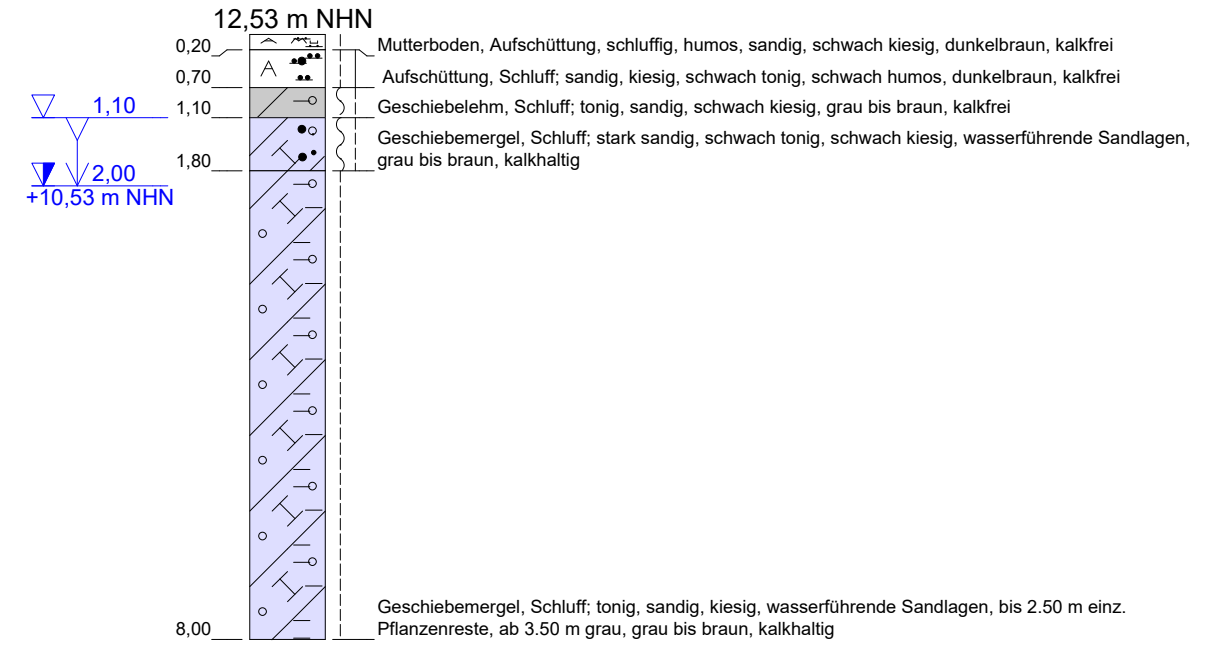 12,53 m NHN
0,20
Mutterboden, Aufschüttung, schluffig, humos, sandig, schwach kiesig, dunkelbraun, kalkfrei
A
0,70
Aufschüttung, Schluff; sandig, kiesig, schwach tonig, schwach humos, dunkelbraun, kalkfrei
1,10
1,10
Geschiebelehm, Schluff; tonig, sandig, schwach kiesig, grau bis braun, kalkfrei
Geschiebemergel, Schluff; stark sandig, schwach tonig, schwach kiesig, wasserführende Sandlagen,
grau bis braun, kalkhaltig
1,80
2,00
+10,53 m NHN
Geschiebemergel, Schluff; tonig, sandig, kiesig, wasserführende Sandlagen, bis 2.50 m einz.
Pflanzenreste, ab 3.50 m grau, grau bis braun, kalkhaltig
8,00